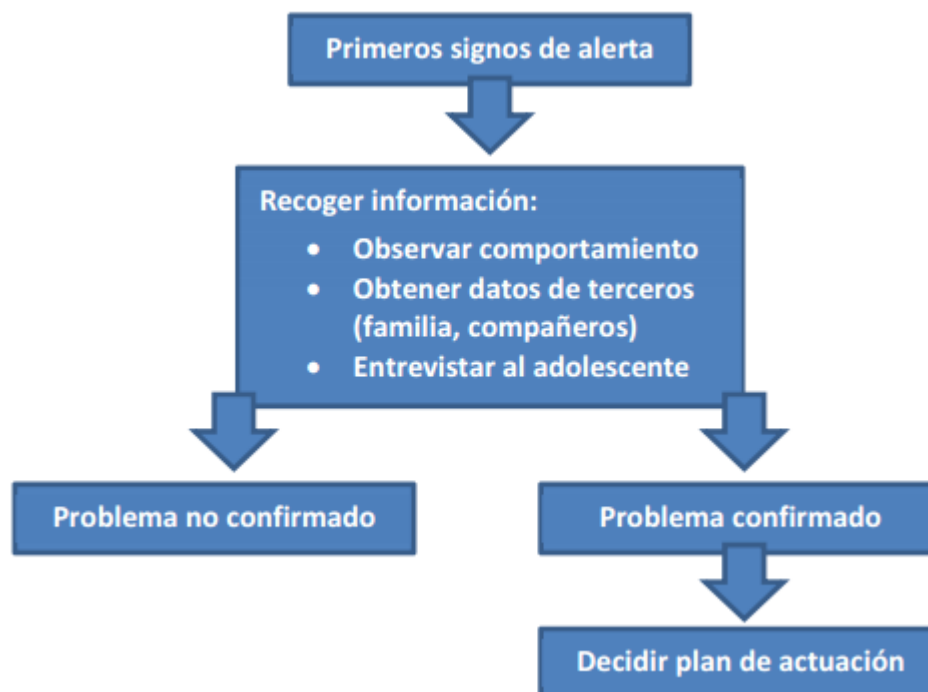 Primeros signos de alerta
Recoger información:
• Observar comportamiento
• Obtener datos de terceros
(familia, compañeros)
• Entrevistar al adolescente
Problema no confirmado
Problema confirmado
Decidir plan de actuación